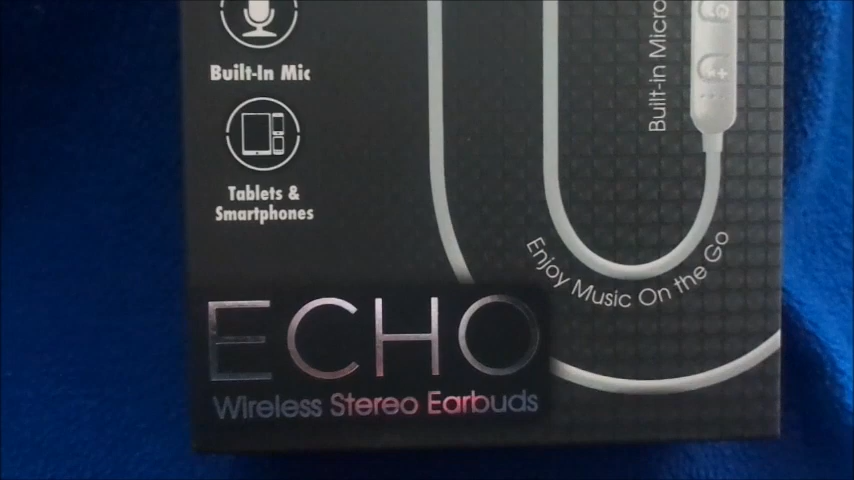 Built-In Mic
Tablets &
Smartphones
Built-in Micro
Enjoy Music On the Go
ECHO
Wireless Stereo Earbuds